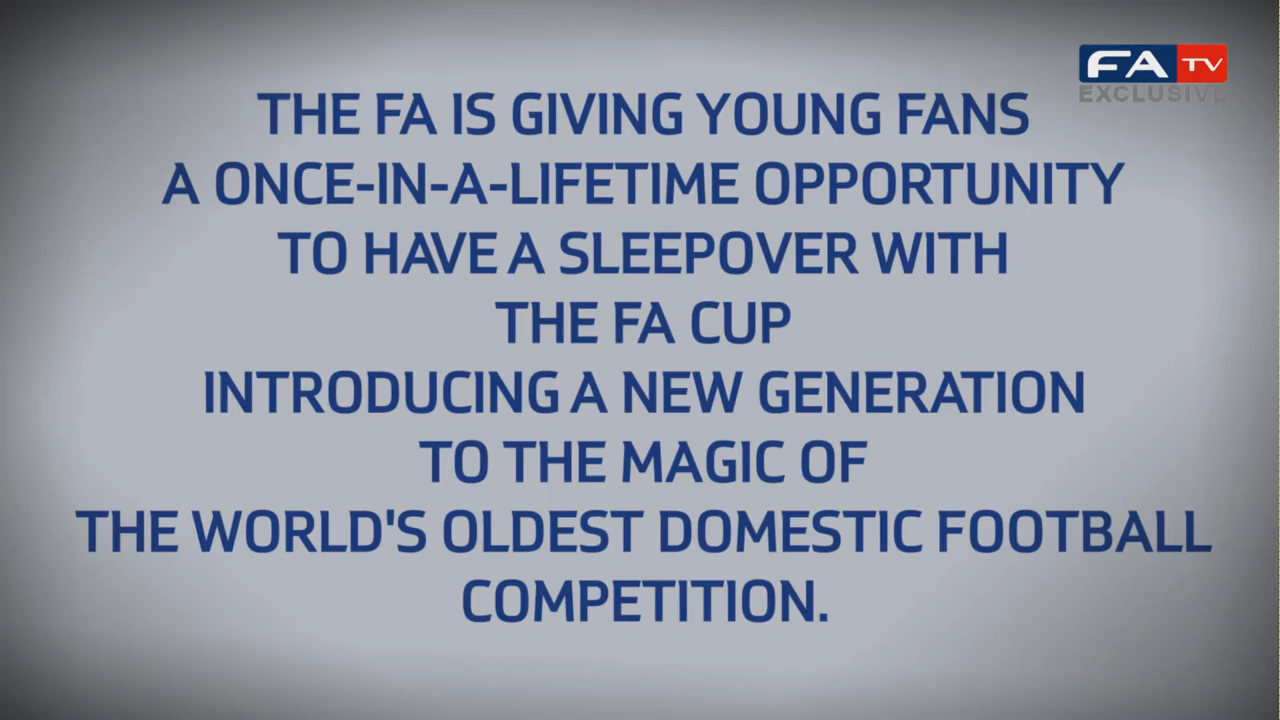 FA TV
EXCLUSIVE
THE FA IS GIVING YOUNG FANS
A ONCE-IN-A-LIFETIME OPPORTUNITY
TO HAVE A SLEEPOVER WITH
THE FA CUP
INTRODUCING A NEW GENERATION
TO THE MAGIC OF
THE WORLD'S OLDEST DOMESTIC FOOTBALL
COMPETITION.